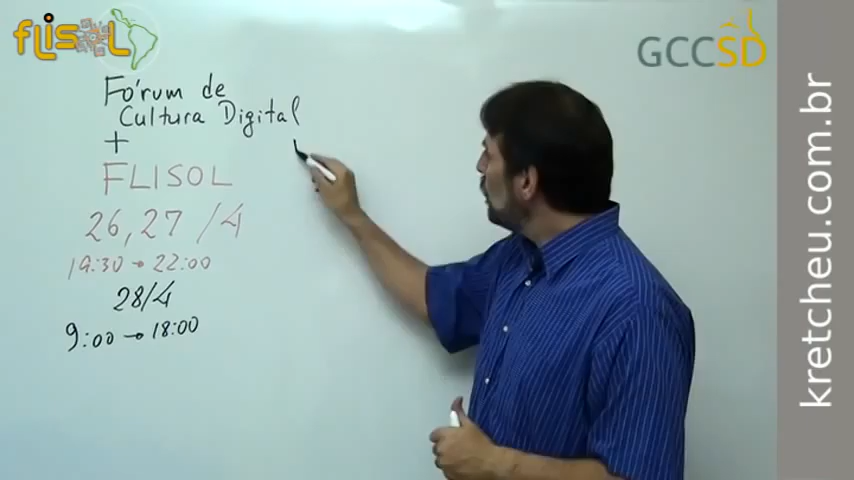 FLISOL
GCCSD
Fórum de
Cultura Digital
+
FLISOL
26, 27 /4
19:30 → 22:00
28/4
9:00 → 18:00
kretcheu.com.br